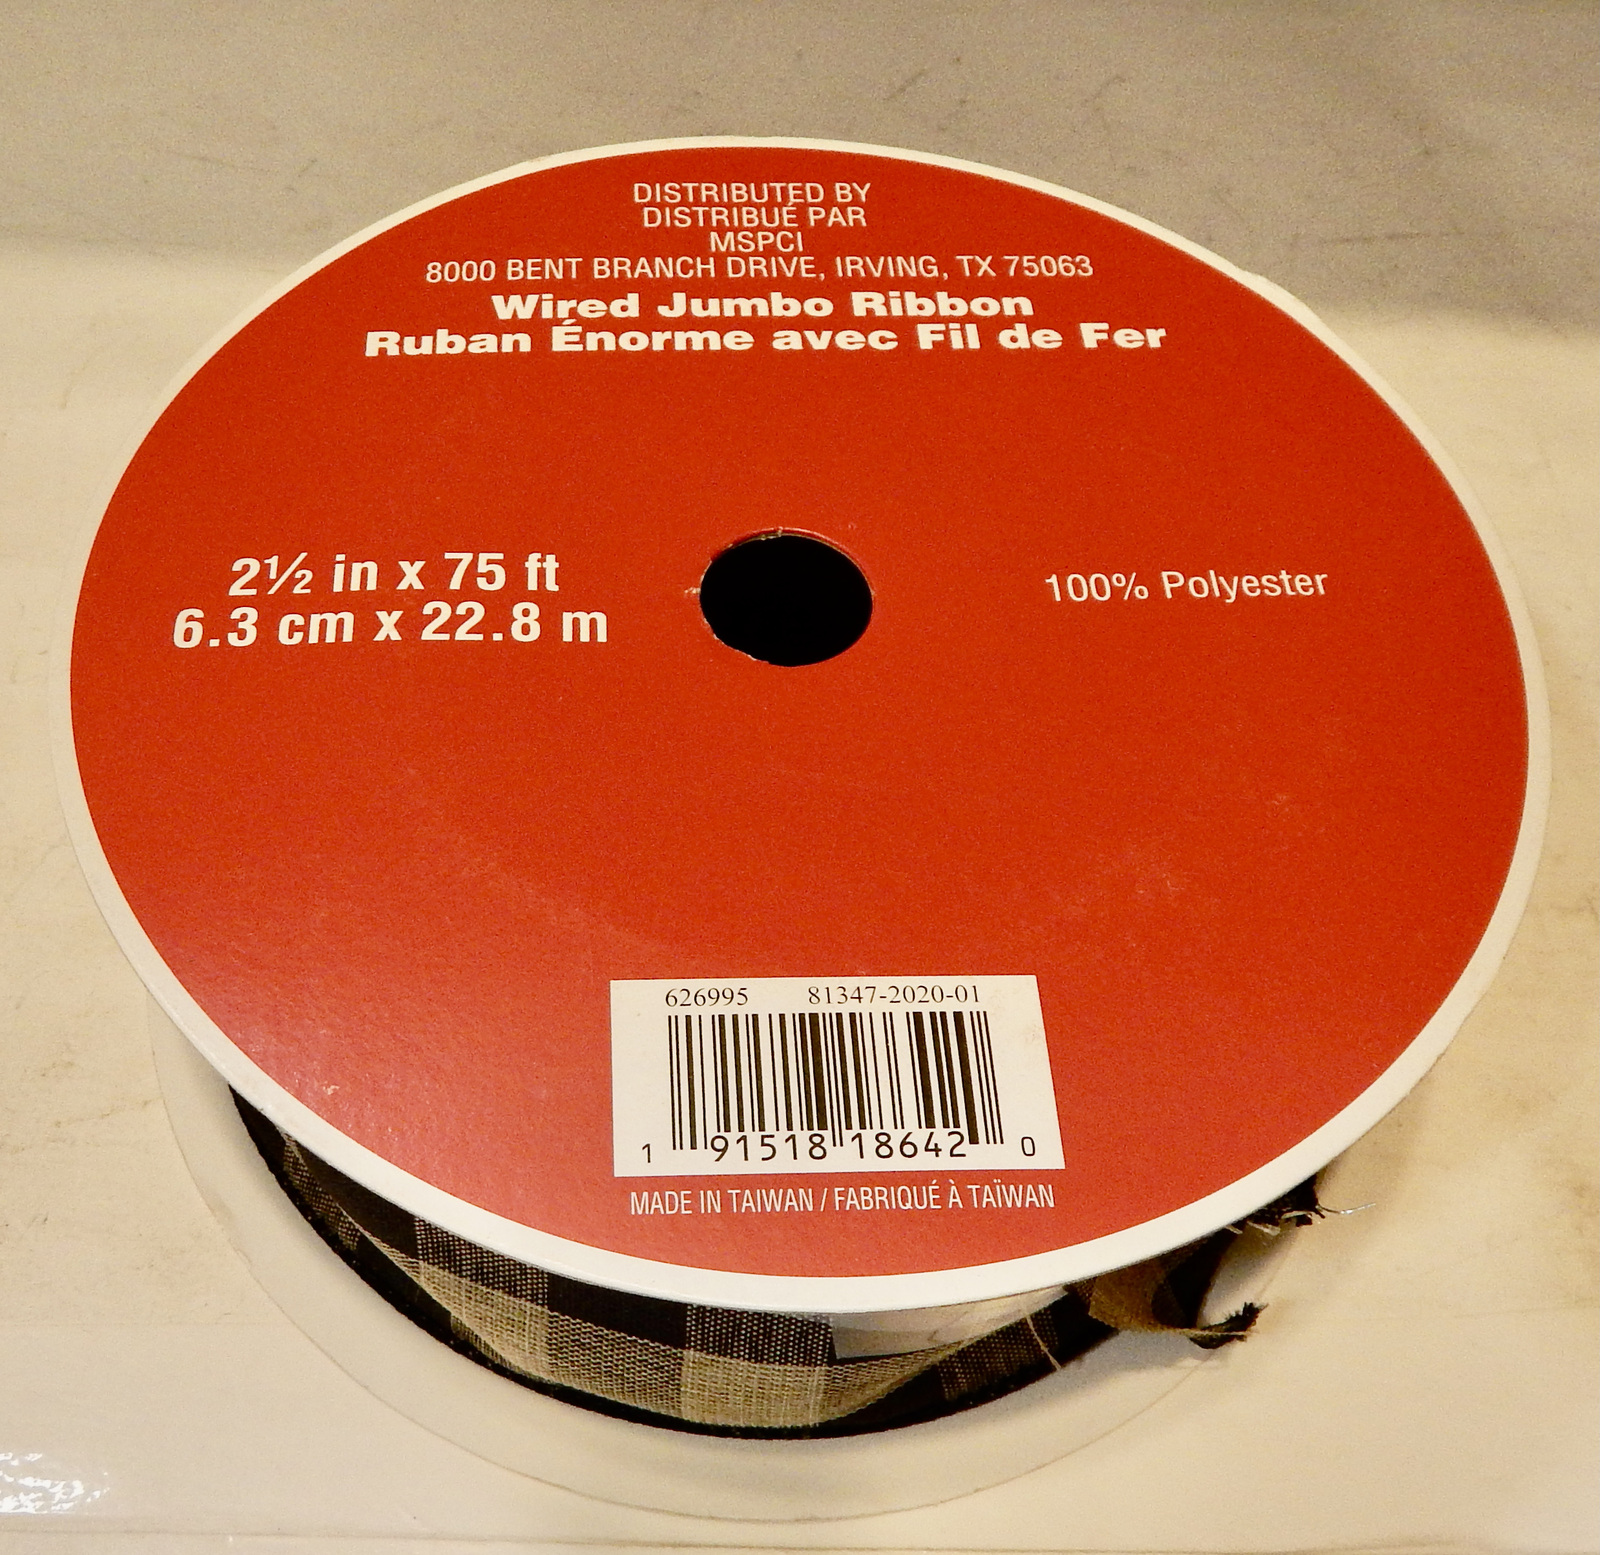 DISTRIBUTED BY
DISTRIBUÉ PAR
MSPCI
8000 BENT BRANCH DRIVE, IRVING, TX 75063
Wired Jumbo Ribbon
Ruban Énorme avec Fil de Fer
2½ in x 75 ft
6.3 cm x 22.8 m
100% Polyester
626995 81347-2020-01
1 91518 18642 0
MADE IN TAIWAN / FABRIQUÉ À TAÏWAN